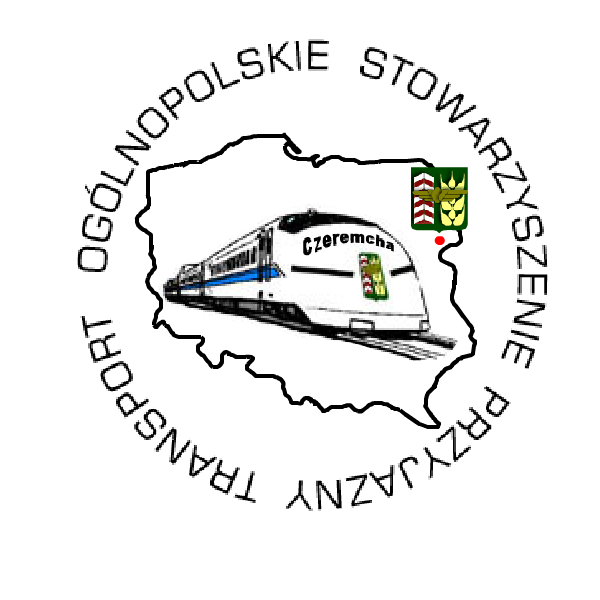 OGÓLNOPOLSKIE STOWARZYSZENIE PRZYJAZNY TRANSPORT
Czeremcha